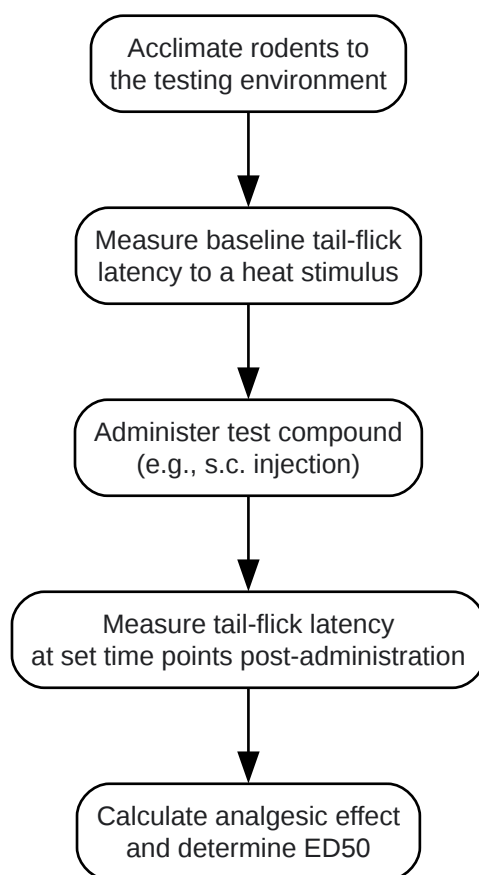 Acclimate rodents to
the testing environment
Measure baseline tail-flick
latency to a heat stimulus
Administer test compound
(e.g., s.c. injection)
Measure tail-flick latency
at set time points post-administration
Calculate analgesic effect
and determine ED50